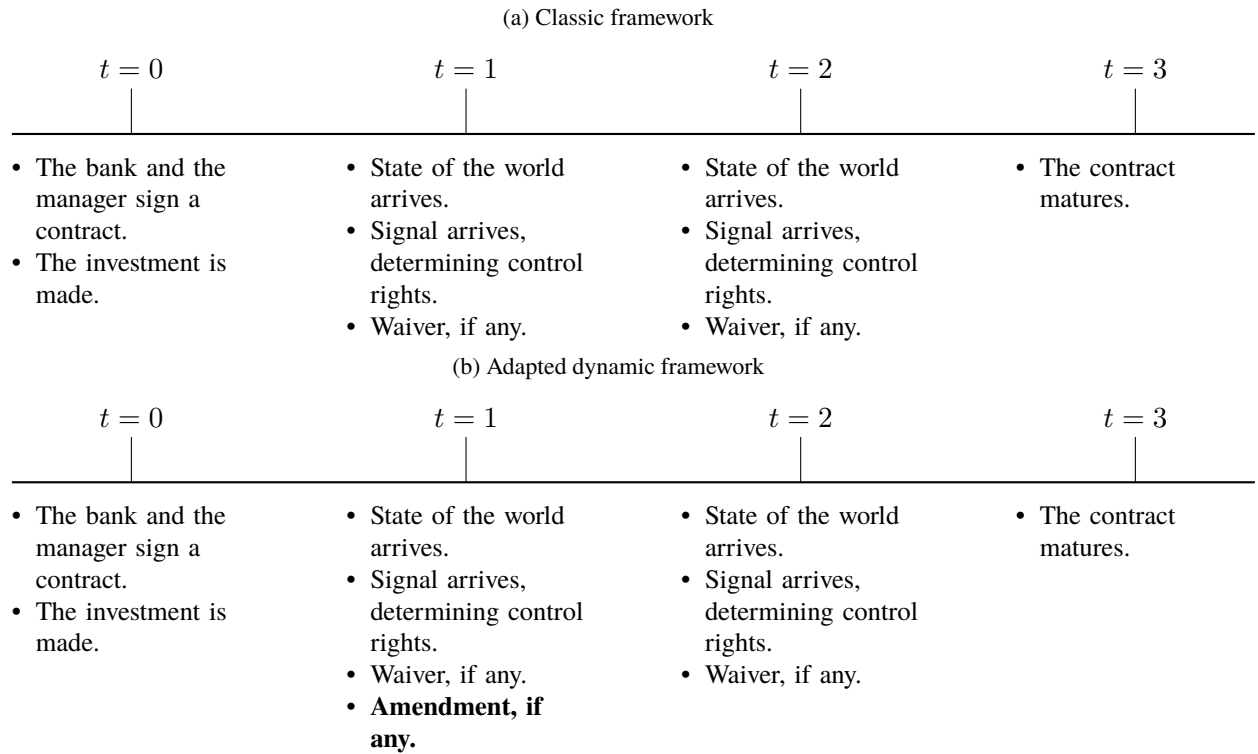 (a) Classic framework
t = 0
t = 1
t = 2
t = 3
• The bank and the
manager sign a
contract.
• The investment is
made.
• State of the world
arrives.
• Signal arrives,
determining control
rights.
• Waiver, if any.
• State of the world
arrives.
• Signal arrives,
determining control
rights.
• Waiver, if any.
• The contract
matures.
(b) Adapted dynamic framework
t = 0
t = 1
t = 2
t = 3
• The bank and the
manager sign a
contract.
• The investment is
made.
• State of the world
arrives.
• Signal arrives,
determining control
rights.
• Waiver, if any.
• Amendment, if
any.
• State of the world
arrives.
• Signal arrives,
determining control
rights.
• Waiver, if any.
• The contract
matures.